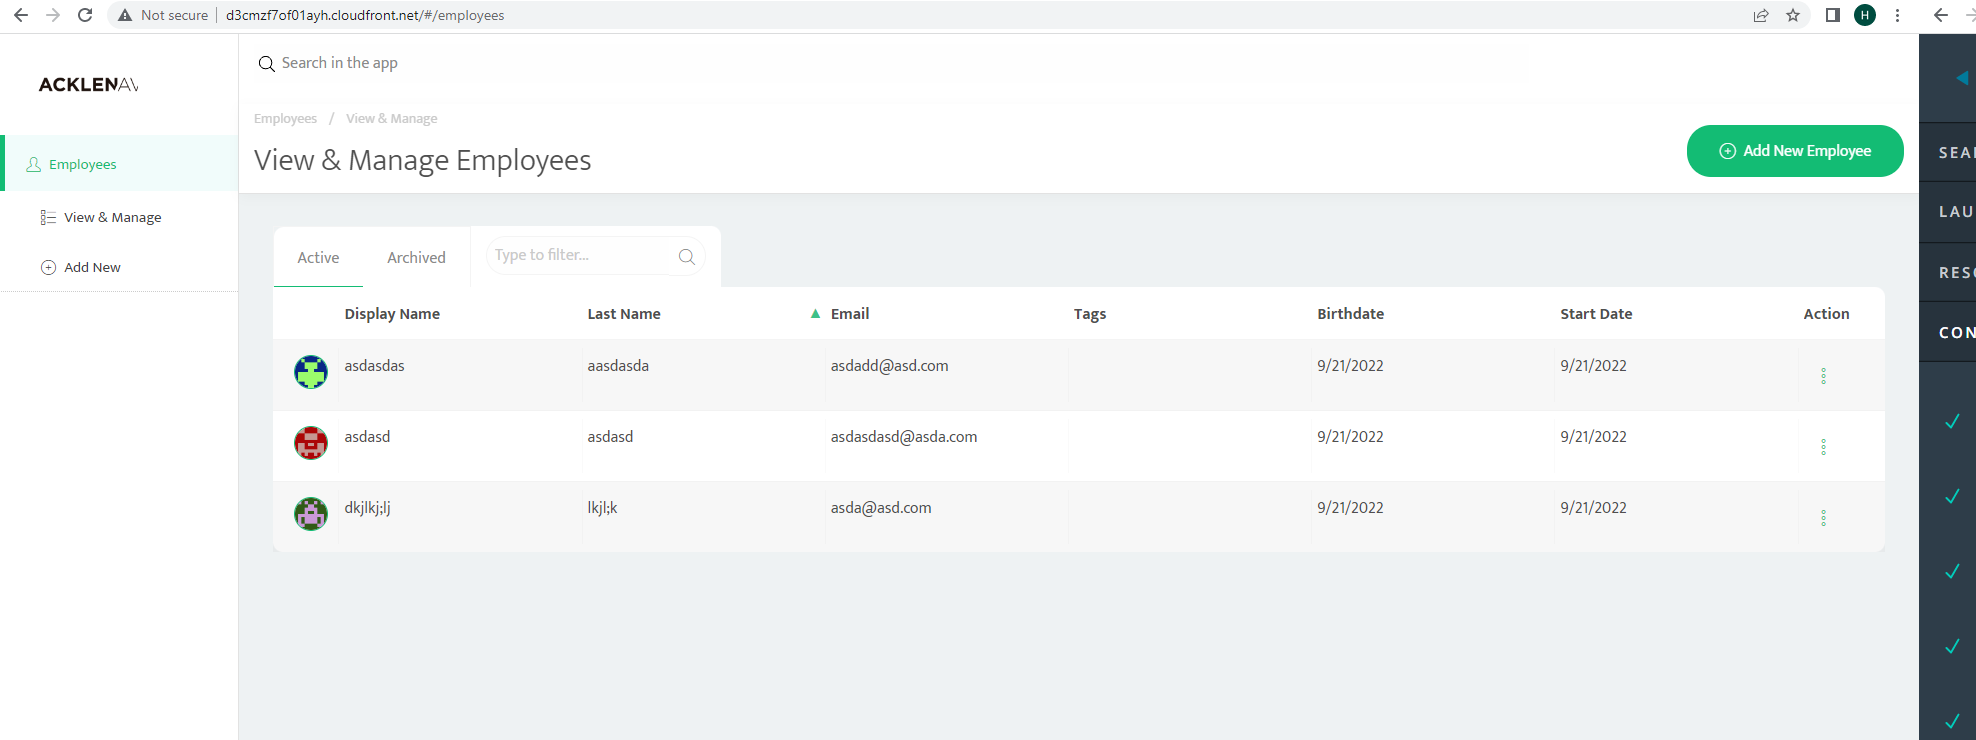 Not secure d3cmzf7of01ayh.cloudfront.net/#/employees H
Search in the app
ACKLENAV
Employees / View & Manage
View & Manage Employees
Add New Employee
Employees
View & Manage
Add New
Active Archived Type to filter...
Display Name Last Name Email Tags Birthdate Start Date Action
asdasdas aasdasda asdadd@asd.com 9/21/2022 9/21/2022
asdasd asdasd asdasdasd@asda.com 9/21/2022 9/21/2022
dkjlkj;lj lkjl;k asda@asd.com 9/21/2022 9/21/2022
SEA
LAU
RES
CON